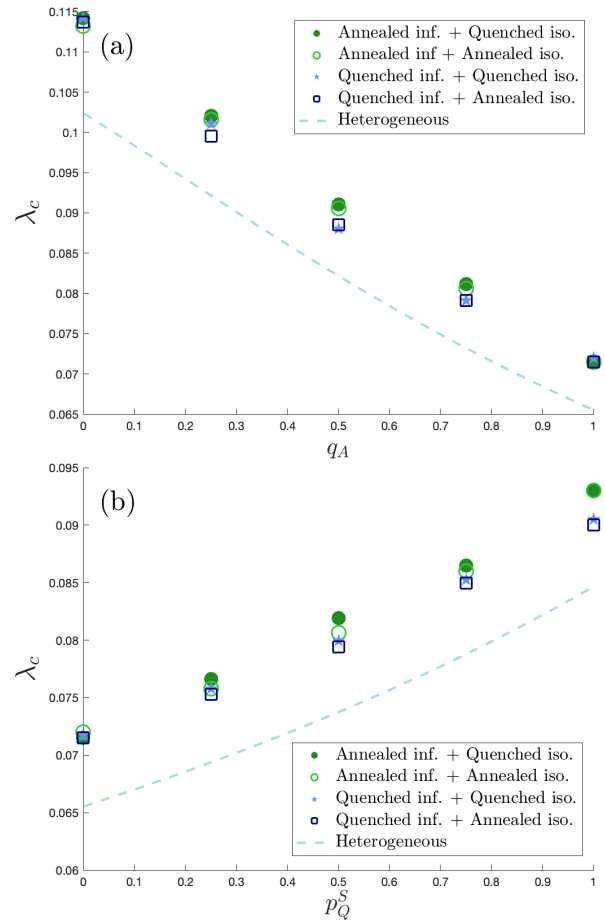 0.115
(a)
Annealed inf. + Quenched iso.
0.11
Annealed inf + Annealed iso.
Quenched inf. + Quenched iso.
0.105
Quenched inf. + Annealed iso.
Heterogeneous
0.1
0.095
λc
0.09
0.085
0.08
0.075
0.07
0.065
0 0.1 0.2 0.3 0.4 0.5 0.6 0.7 0.8 0.9 1
qA
0.095
(b)
0.09
0.085
0.08
λc
0.075
0.07
Annealed inf. + Quenched iso.
Annealed inf. + Annealed iso.
0.065
Quenched inf. + Quenched iso.
Quenched inf. + Annealed iso.
Heterogeneous
0.06
0 0.1 0.2 0.3 0.4 0.5 0.6 0.7 0.8 0.9 1
pQS